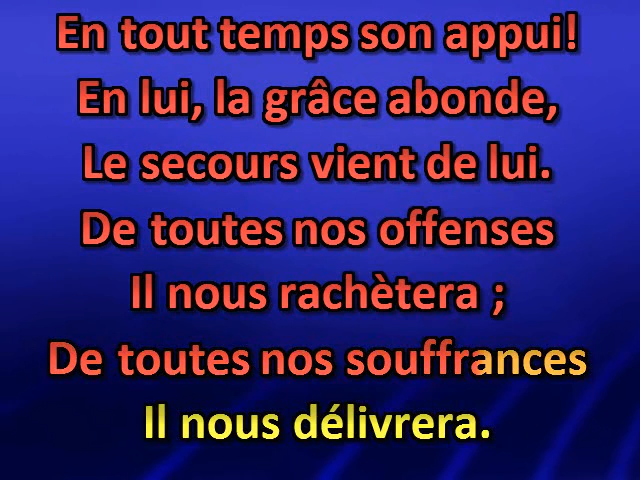 En tout temps son appui!
En lui, la grâce abonde,
Le secours vient de lui.
De toutes nos offenses
Il nous rachètera ;
De toutes nos souffrances
Il nous délivrera.